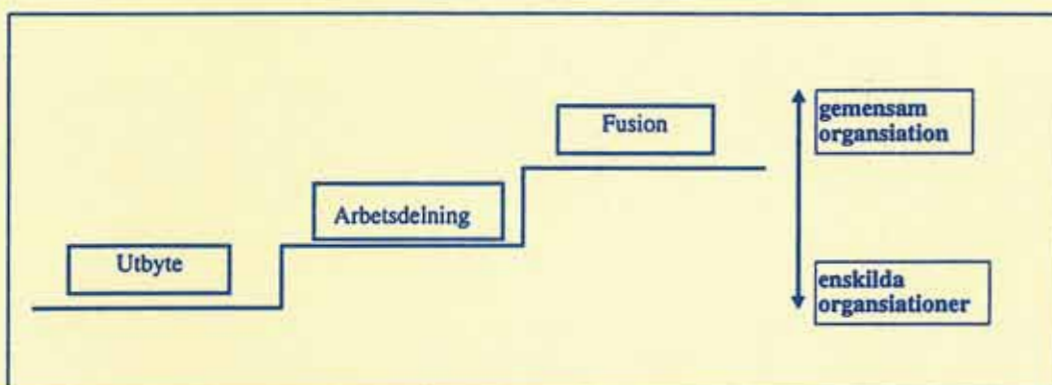 Fusion
gemensam
organsiation
Arbetsdelning
Utbyte
enskilda
organsiationer